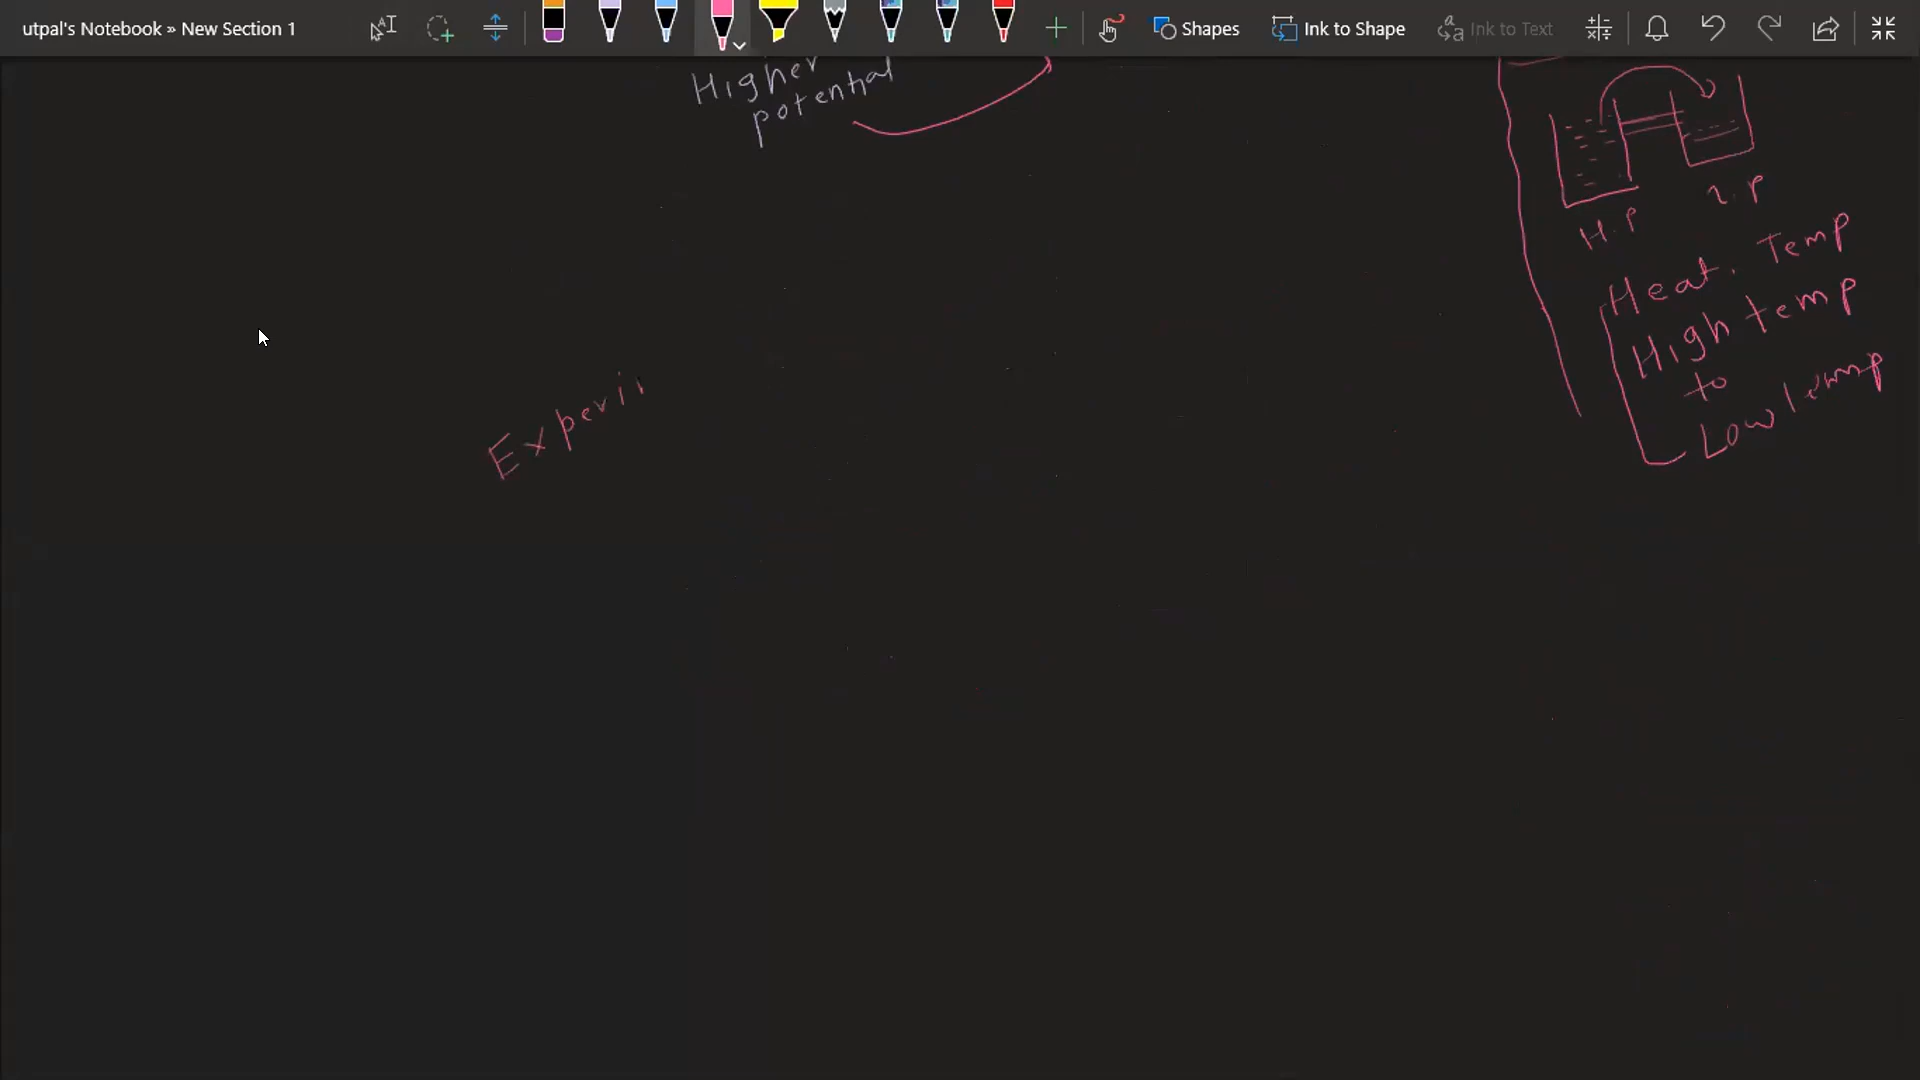 utpal's Notebook » New Section 1
Shapes
Ink to Shape
Ink to Text
Higher
potential
H.P
L.P
Heat. Temp
High temp
to
Low temp
Experi